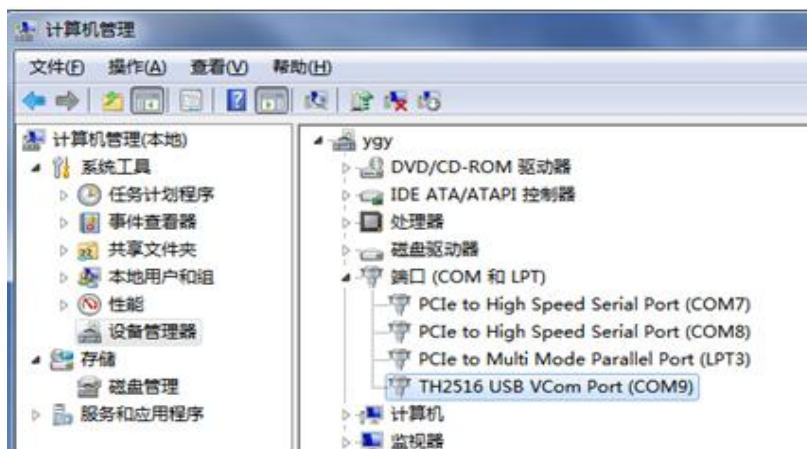 计算机管理
文件(F) 操作(A) 查看(V) 帮助(H)
计算机管理(本地)
系统工具
任务计划程序
事件查看器
共享文件夹
本地用户和组
性能
设备管理器
存储
磁盘管理
服务和应用程序
ygy
DVD/CD-ROM 驱动器
IDE ATA/ATAPI 控制器
处理器
磁盘驱动器
端口 (COM 和 LPT)
PCIe to High Speed Serial Port (COM7)
PCIe to High Speed Serial Port (COM8)
PCIe to Multi Mode Parallel Port (LPT3)
TH2516 USB VCom Port (COM9)
计算机
监视器